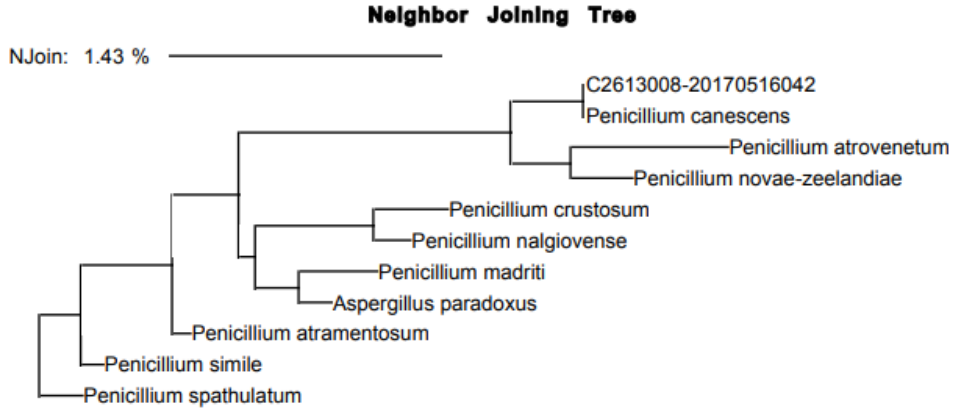 Neighbor Joining Tree
NJoin: 1.43 %
C2613008-20170516042
Penicillium canescens
Penicillium atrovenetum
Penicillium novae-zeelandiae
Penicillium crustosum
Penicillium nalgiovense
Penicillium madriti
Aspergillus paradoxus
Penicillium atramentosum
Penicillium simile
Penicillium spathulatum